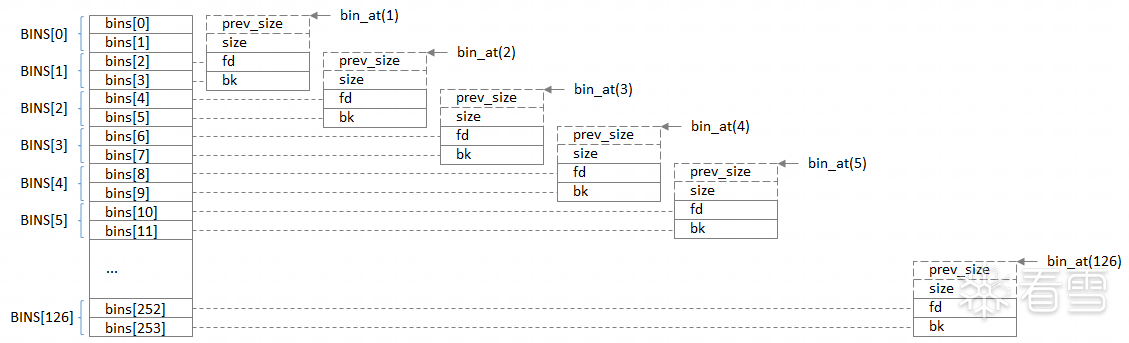 BINS[0]
BINS[1]
BINS[2]
BINS[3]
BINS[4]
BINS[5]
BINS[126]
bins[0]
bins[1]
bins[2]
bins[3]
bins[4]
bins[5]
bins[6]
bins[7]
bins[8]
bins[9]
bins[10]
bins[11]
...
bins[252]
bins[253]
bin_at(1)
prev_size
size
fd
bk
bin_at(2)
prev_size
size
fd
bk
bin_at(3)
prev_size
size
fd
bk
bin_at(4)
prev_size
size
fd
bk
bin_at(5)
prev_size
size
fd
bk
bin_at(126)
prev_size
size
fd
bk
看雪